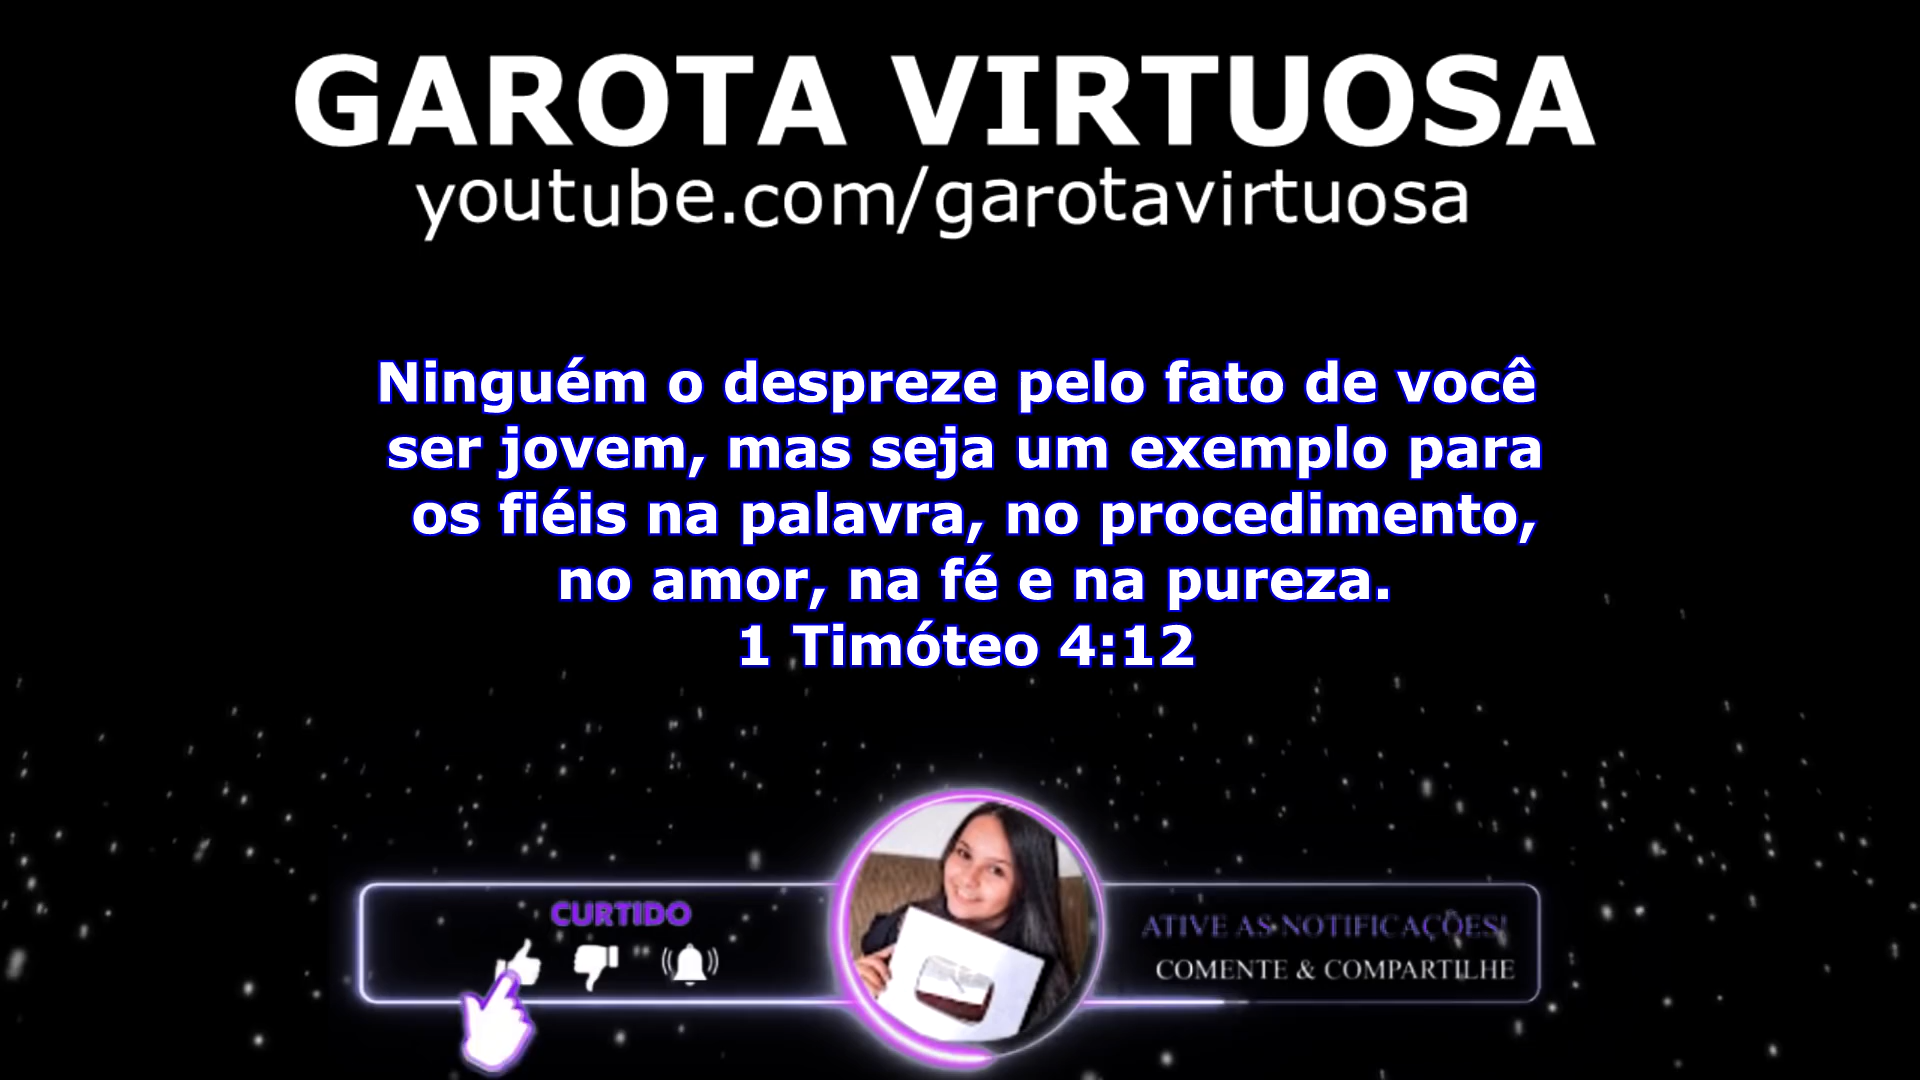 GAROTA VIRTUOSA
youtube.com/garotavirtuosa
Ninguém o despreze pelo fato de você
ser jovem, mas seja um exemplo para
os fiéis na palavra, no procedimento,
no amor, na fé e na pureza.
1 Timóteo 4:12
CURTIDO
ATIVE AS NOTIFICAÇÕES!
COMENTE & COMPARTILHE